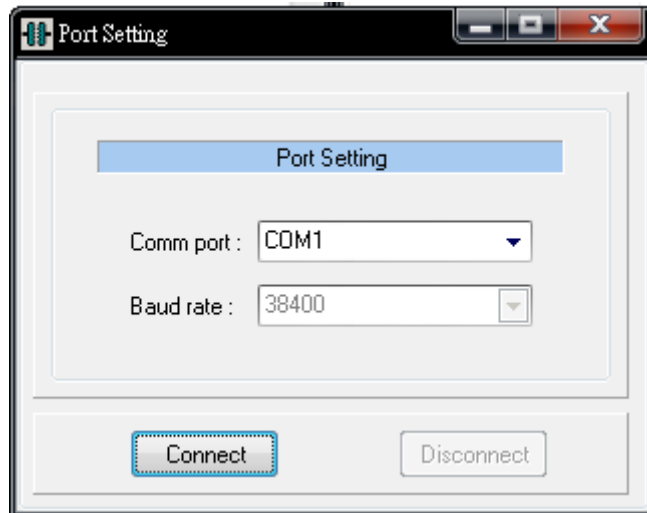 Port Setting
Port Setting
Comm port : COM1
Baud rate : 38400
Connect Disconnect